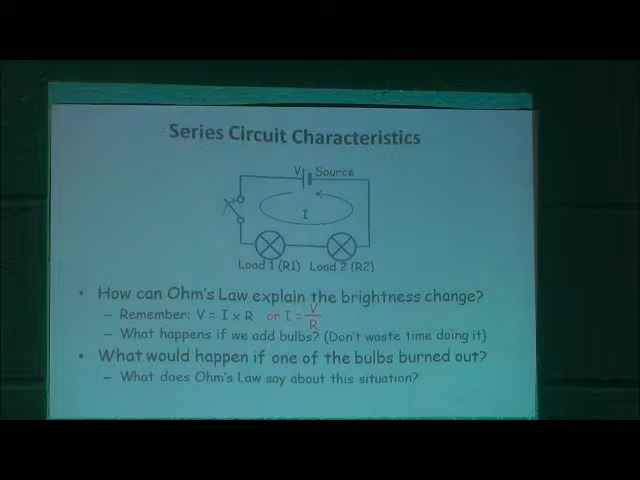 Series Circuit Characteristics
V Source
I
Load 1 (R1) Load 2 (R2)
• How can Ohm's Law explain the brightness change?
– Remember: V = I x R or I = V/R
– What happens if we add bulbs? (Don't waste time doing it)
• What would happen if one of the bulbs burned out?
– What does Ohm's Law say about this situation?